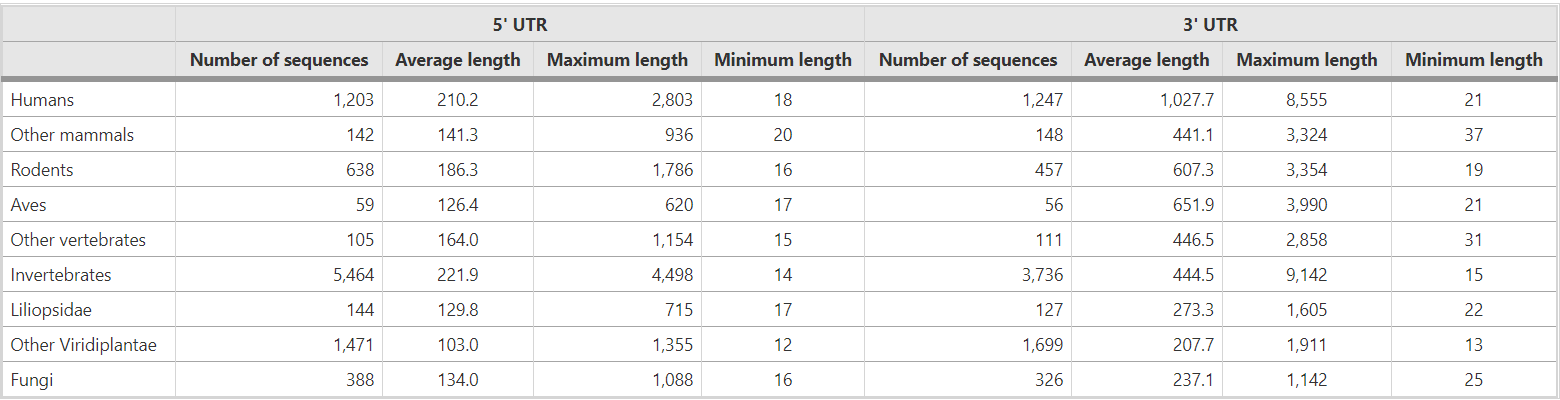 5' UTR 3' UTR
Number of sequences Average length Maximum length Minimum length Number of sequences Average length Maximum length Minimum length
Humans 1,203 210.2 2,803 18 1,247 1,027.7 8,555 21
Other mammals 142 141.3 936 20 148 441.1 3,324 37
Rodents 638 186.3 1,786 16 457 607.3 3,354 19
Aves 59 126.4 620 17 56 651.9 3,990 21
Other vertebrates 105 164.0 1,154 15 111 446.5 2,858 31
Invertebrates 5,464 221.9 4,498 14 3,736 444.5 9,142 15
Liliopsidae 144 129.8 715 17 127 273.3 1,605 22
Other Viridiplantae 1,471 103.0 1,355 12 1,699 207.7 1,911 13
Fungi 388 134.0 1,088 16 326 237.1 1,142 25